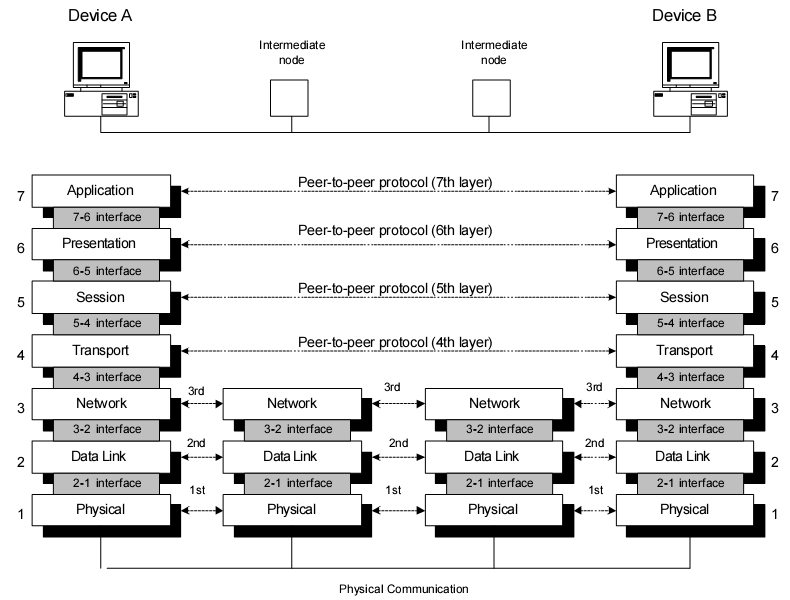 Device A
Device B
Intermediate
node
Intermediate
node
7 Application Peer-to-peer protocol (7th layer) Application 7
7-6 interface 7-6 interface
6 Presentation Peer-to-peer protocol (6th layer) Presentation 6
6-5 interface 6-5 interface
5 Session Peer-to-peer protocol (5th layer) Session 5
5-4 interface 5-4 interface
4 Transport Peer-to-peer protocol (4th layer) Transport 4
4-3 interface 4-3 interface
3 Network 3rd Network 3rd Network 3rd Network 3
3-2 interface 3-2 interface 3-2 interface 3-2 interface
2 Data Link 2nd Data Link 2nd Data Link 2nd Data Link 2
2-1 interface 2-1 interface 2-1 interface 2-1 interface
1 Physical 1st Physical 1st Physical 1st Physical 1
Physical Communication